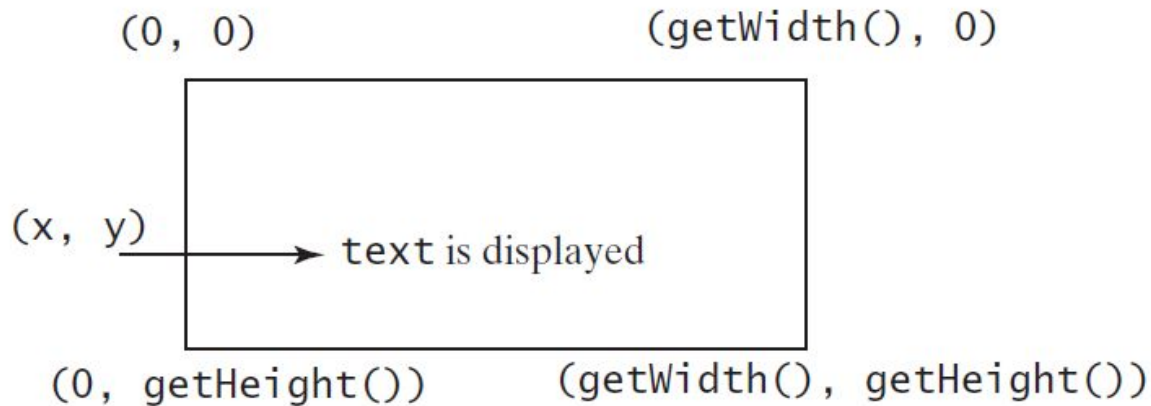 (0, 0)
(getWidth(), 0)
(x, y)
text is displayed
(0, getHeight())
(getWidth(), getHeight())